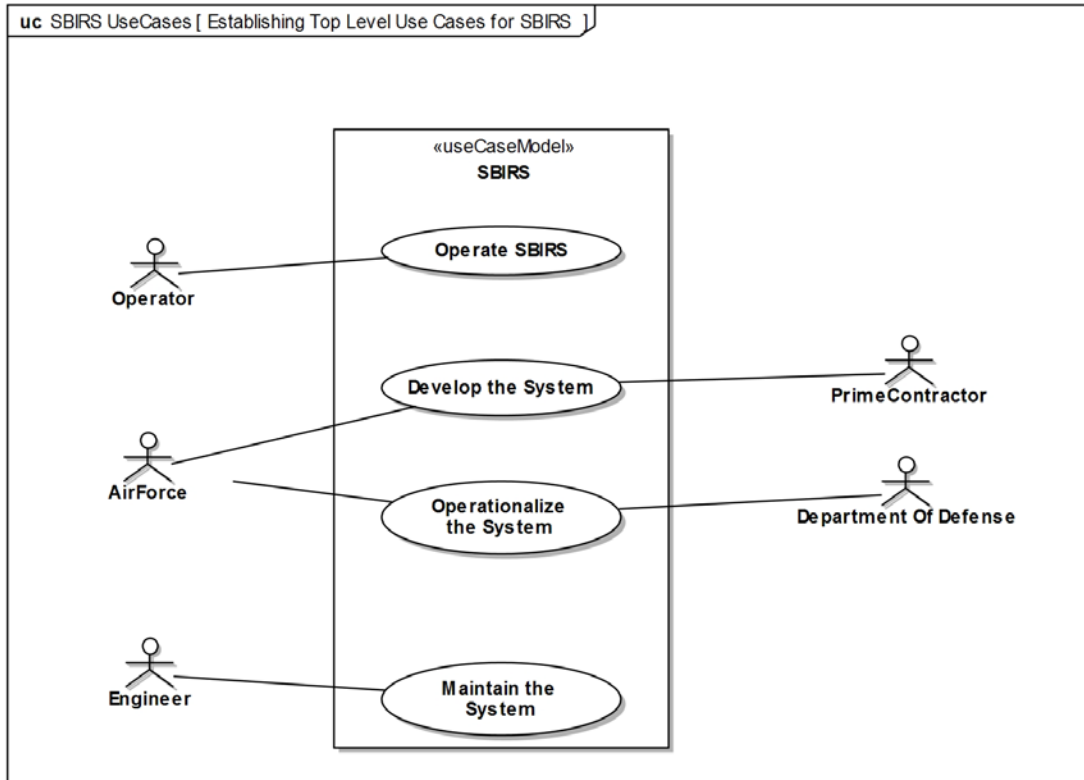 uc SBIRS UseCases [ Establishing Top Level Use Cases for SBIRS ]
«useCaseModel»
SBIRS
Operate SBIRS
Operator
Develop the System
PrimeContractor
AirForce
Operationalize
the System
Department Of Defense
Engineer
Maintain the
System